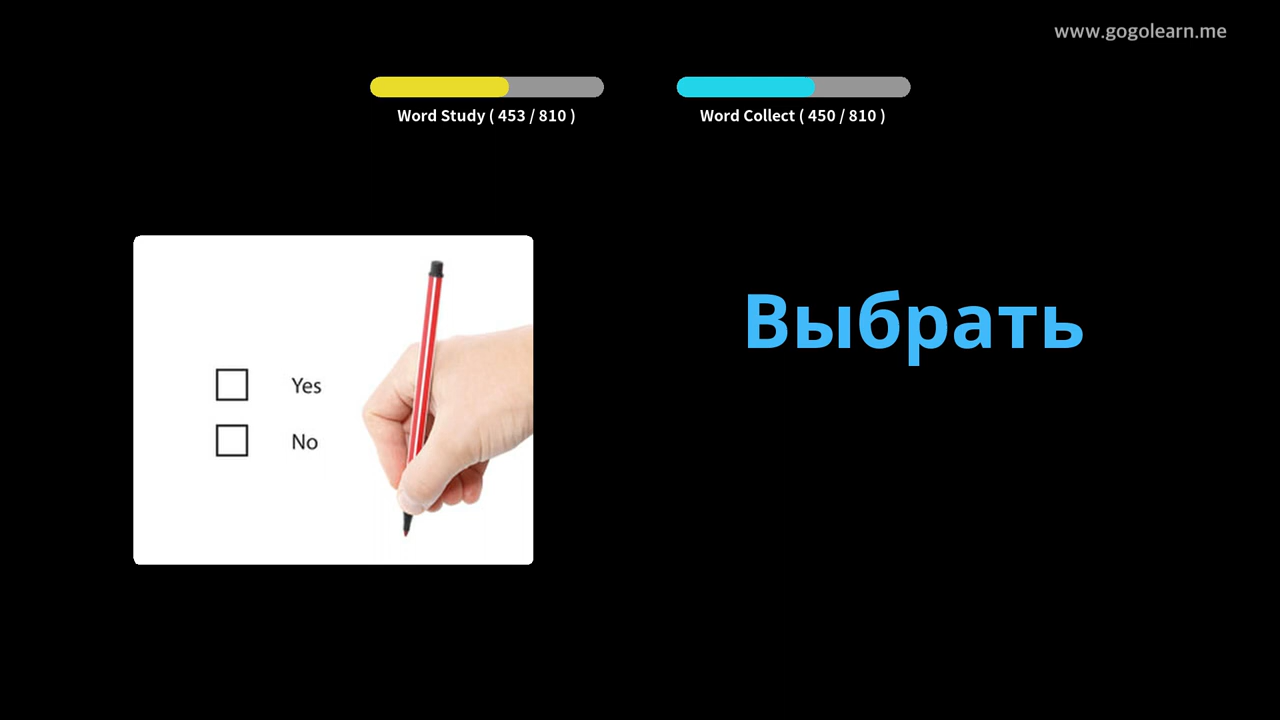 www.gogolearn.me
Word Study ( 453 / 810 )
Word Collect ( 450 / 810 )
Выбрать
Yes
No